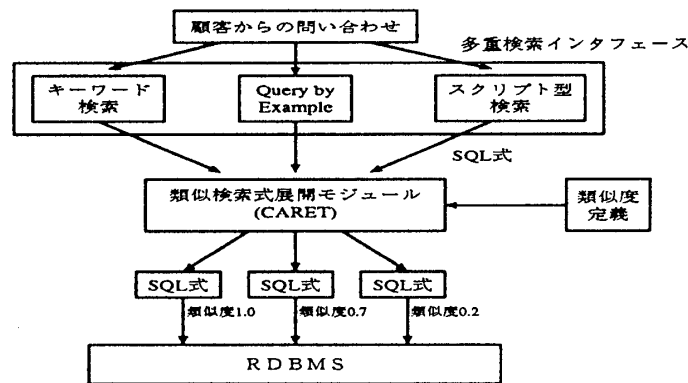 顧客からの問い合わせ
多重検索インタフェース
キーワード
検索
Query by
Example
スクリプト型
検索
SQL式
類似検索式展開モジュール
(CARET)
類似度
定義
SQL式
SQL式
SQL式
類似度1.0
類似度0.7
類似度0.2
RDBMS